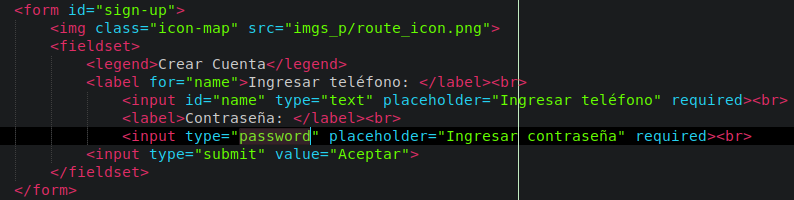 <form id="sign-up">
<img class="icon-map" src="imgs_p/route_icon.png">
<fieldset>
<legend>Crear Cuenta</legend>
<label for="name">Ingresar teléfono: </label><br>
<input id="name" type="text" placeholder="Ingresar teléfono" required><br>
<label>Contraseña: </label><br>
<input type="password" placeholder="Ingresar contraseña" required><br>
<input type="submit" value="Aceptar">
</fieldset>
</form>